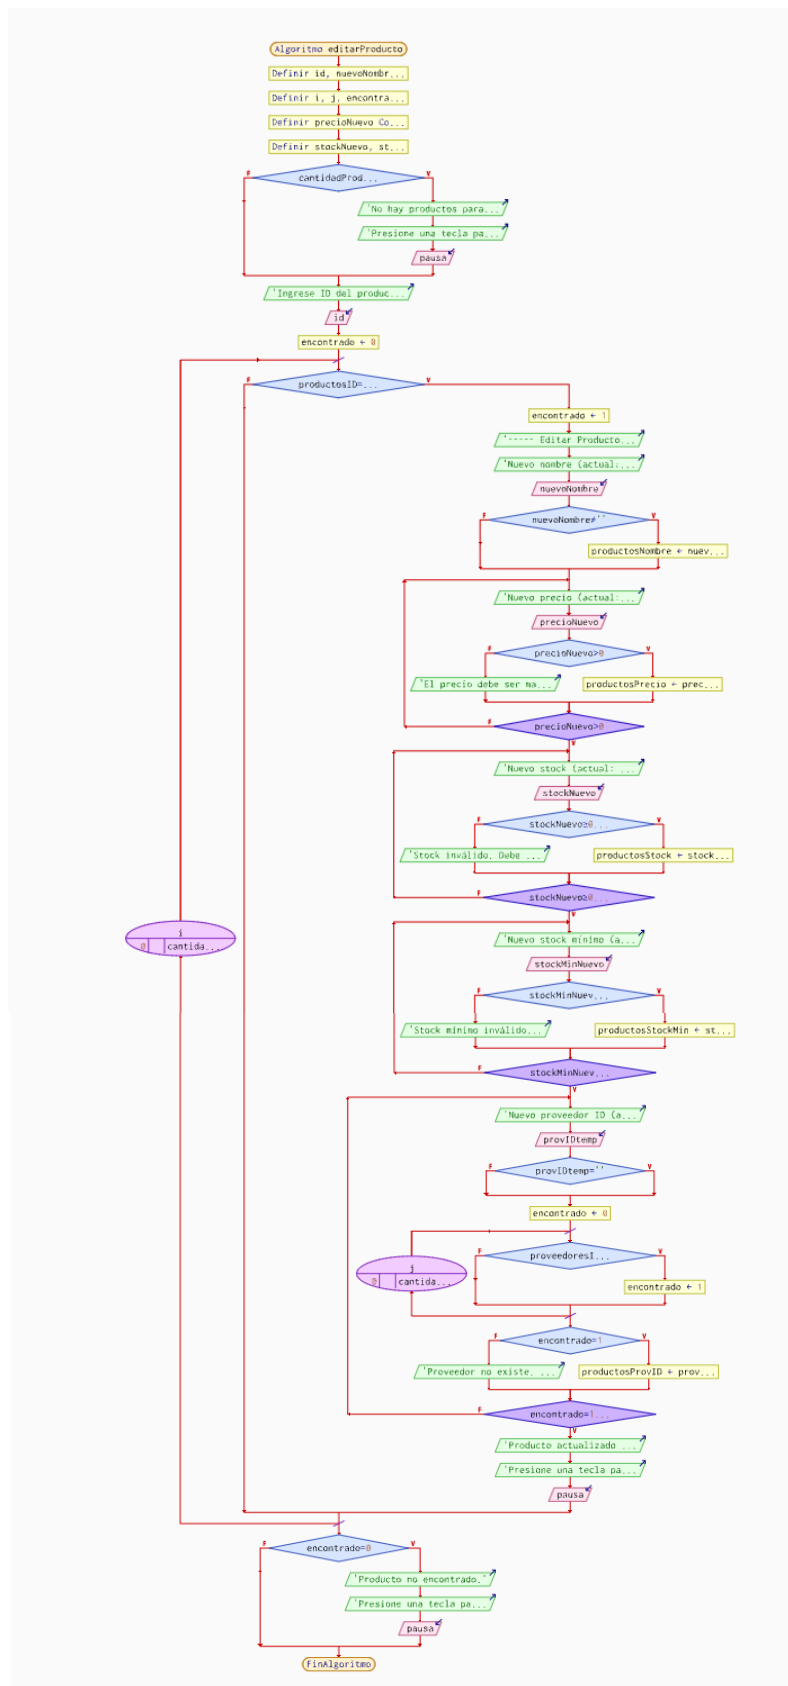 Algoritmo editarProducto
Definir id, nuevoNombr...
Definir i, j, encontra...
Definir precioNuevo Co...
Definir stockNuevo, st...
F
cantidadProd...
V
'No hay productos para...
'Presione una tecla pa...
pausa
'Ingrese ID del produc...
id
encontrado ← 0
F
productosID=...
V
encontrado ← 1
'----- Editar Producto...
'Nuevo nombre (actual:...
nuevoNombre
F
nuevoNombre≠''
V
productosNombre ← nuev...
'Nuevo precio (actual:...
precioNuevo
F
precioNuevo>0
V
'El precio debe ser ma...
productosPrecio ← prec...
F
precioNuevo>0
V
'Nuevo stock (actual: ...
stockNuevo
F
stockNuevo≥0...
V
'Stock inválido. Debe ...
productosStock ← stock...
F
stockNuevo≥0...
V
i
0
cantida...
'Nuevo stock mínimo (a...
stockMinNuevo
F
stockMinNuev...
V
'Stock mínimo inválido...
productosStockMin ← st...
F
stockMinNuev...
V
'Nuevo proveedor ID (a...
provIDtemp
F
provIDtemp=''
V
encontrado ← 0
F
proveedoresI...
V
j
0
cantida...
encontrado ← 1
F
encontrado=1
V
'Proveedor no existe. ...
productosProvID ← prov...
F
encontrado=1...
V
'Producto actualizado ...
'Presione una tecla pa...
pausa
F
encontrado=0
V
'Producto no encontrado.'
'Presione una tecla pa...
pausa
FinAlgoritmo